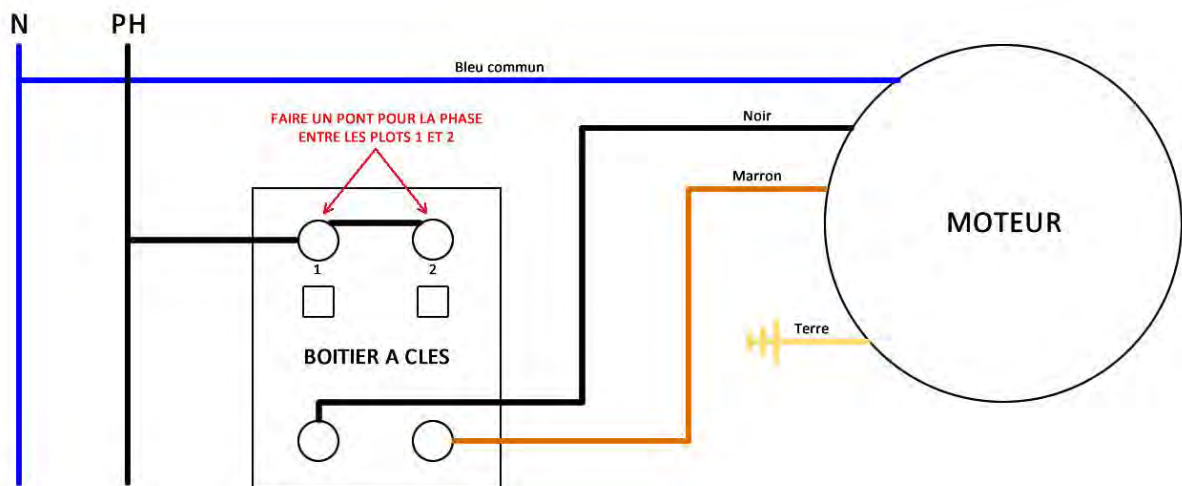 N
PH
Bleu commun
FAIRE UN PONT POUR LA PHASE
ENTRE LES PLOTS 1 ET 2
Noir
Marron
MOTEUR
1
2
Terre
BOITIER A CLES